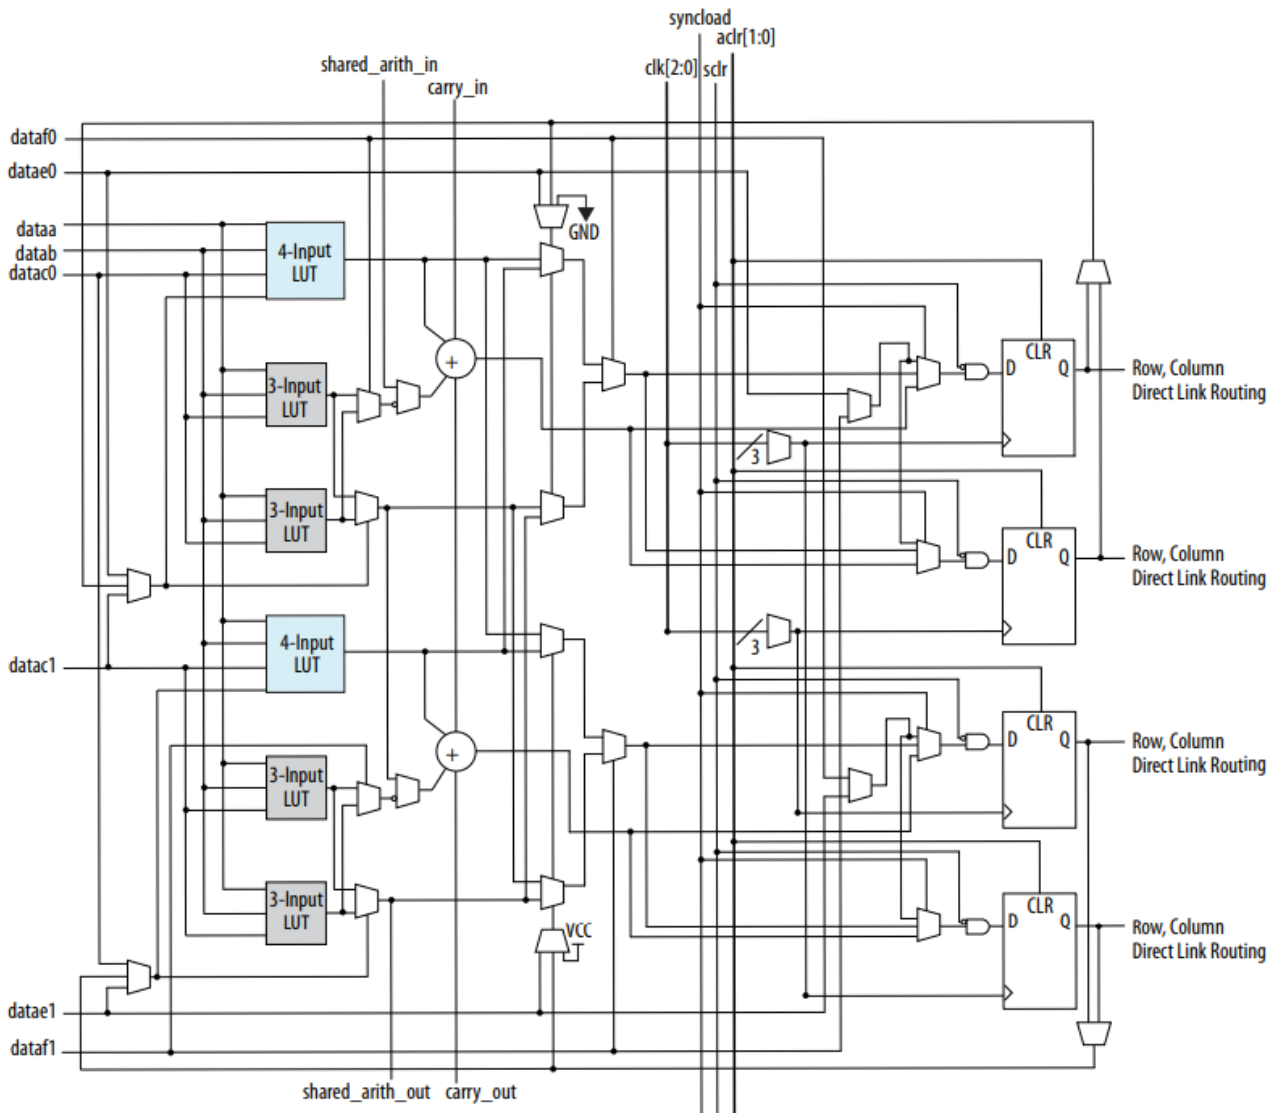 syncload
aclr[1:0]
shared_arith_in
clk[2:0]
sclr
carry_in
dataf0
datae0
dataa
datab
datac0
4-Input
LUT
GND
3-Input
LUT
+
CLR
D
Q
Row, Column
Direct Link Routing
3
3-Input
LUT
CLR
D
Q
Row, Column
Direct Link Routing
4-Input
LUT
3
datac1
+
CLR
D
Q
Row, Column
Direct Link Routing
3-Input
LUT
3-Input
LUT
VCC
CLR
D
Q
Row, Column
Direct Link Routing
datae1
dataf1
shared_arith_out
carry_out